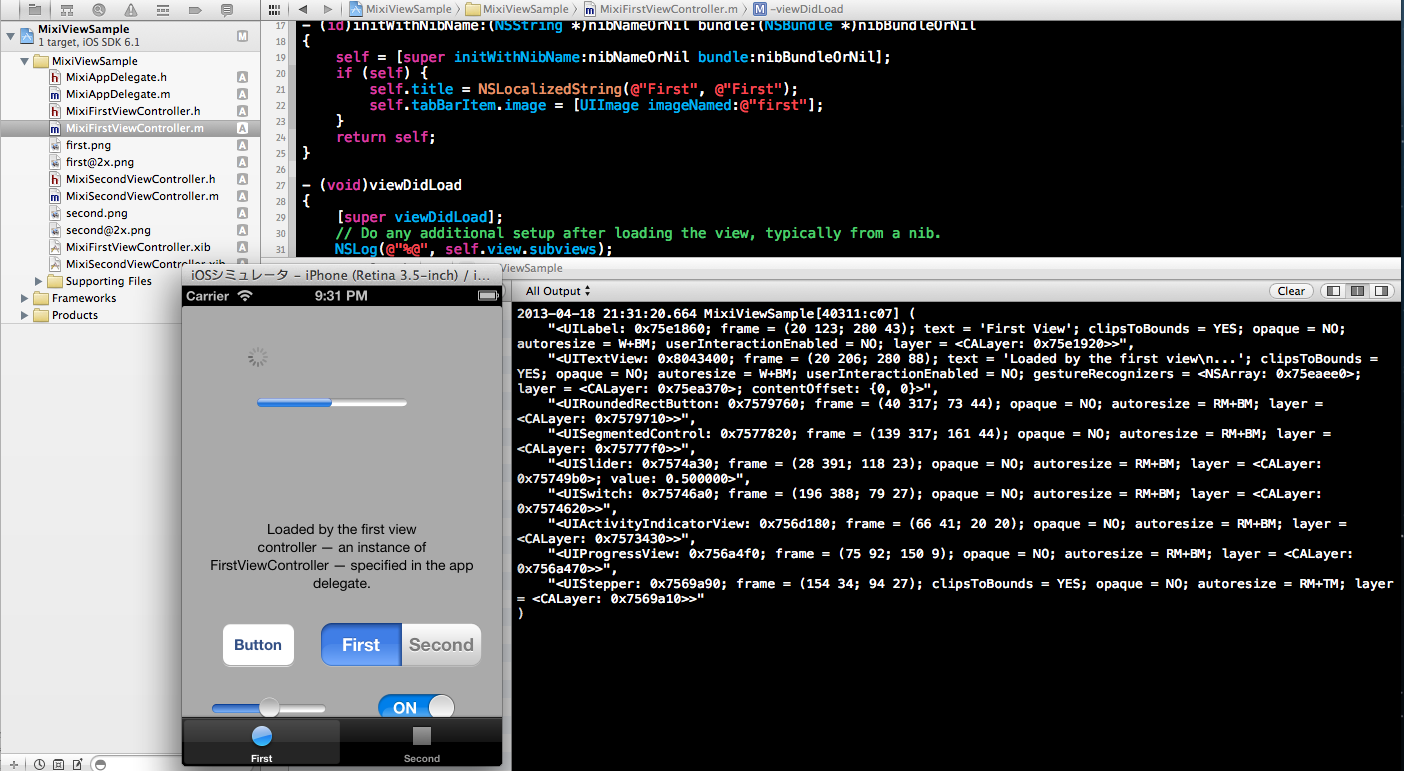 MixiViewSample
1 target, iOS SDK 6.1
M
MixiViewSample
MixiAppDelegate.h A
MixiAppDelegate.m A
MixiFirstViewController.h A
MixiFirstViewController.m A
first.png A
first@2x.png A
MixiSecondViewController.h A
MixiSecondViewController.m A
second.png A
second@2x.png A
MixiFirstViewController.xib A
MixiSecondViewController.xib A
Supporting Files
Frameworks
Products
MixiViewSample MixiViewSample MixiFirstViewController.m M -viewDidLoad
17 - (id)initWithNibName:(NSString *)nibNameOrNil bundle:(NSBundle *)nibBundleOrNil
18 {
19 self = [super initWithNibName:nibNameOrNil bundle:nibBundleOrNil];
20 if (self) {
21 self.title = NSLocalizedString(@"First", @"First");
22 self.tabBarItem.image = [UIImage imageNamed:@"first"];
23 }
24 return self;
25 }
26
27 - (void)viewDidLoad
28 {
29 [super viewDidLoad];
30 // Do any additional setup after loading the view, typically from a nib.
31 NSLog(@"%@", self.view.subviews);
ViewSample
All Output
Clear
2013-04-18 21:31:20.664 MixiViewSample[40311:c07] (
"<UILabel: 0x75e1860; frame = (20 123; 280 43); text = 'First View'; clipsToBounds = YES; opaque = NO;
autoresize = W+BM; userInteractionEnabled = NO; layer = <CALayer: 0x75e1920>>",
"<UITextView: 0x8043400; frame = (20 206; 280 88); text = 'Loaded by the first view\n...'; clipsToBounds =
YES; opaque = NO; autoresize = W+BM; userInteractionEnabled = NO; gestureRecognizers = <NSArray: 0x75eaee0>;
layer = <CALayer: 0x75ea370>; contentOffset: {0, 0}>",
"<UIRoundedRectButton: 0x7579760; frame = (40 317; 73 44); opaque = NO; autoresize = RM+BM; layer =
<CALayer: 0x7579710>>",
"<UISegmentedControl: 0x7577820; frame = (139 317; 161 44); opaque = NO; autoresize = RM+BM; layer =
<CALayer: 0x75777f0>>",
"<UISlider: 0x7574a30; frame = (28 391; 118 23); opaque = NO; autoresize = RM+BM; layer = <CALayer:
0x75749b0>; value: 0.500000>",
"<UISwitch: 0x75746a0; frame = (196 388; 79 27); opaque = NO; autoresize = RM+BM; layer = <CALayer:
0x7574620>>",
"<UIActivityIndicatorView: 0x756d180; frame = (66 41; 20 20); opaque = NO; autoresize = RM+BM; layer =
<CALayer: 0x7573430>>",
"<UIProgressView: 0x756a4f0; frame = (75 92; 150 9); opaque = NO; autoresize = RM+BM; layer = <CALayer:
0x756a470>>",
"<UIStepper: 0x7569a90; frame = (154 34; 94 27); clipsToBounds = YES; opaque = NO; autoresize = RM+TM; layer
= <CALayer: 0x7569a10>>"
)
iOSシミュレータ – iPhone (Retina 3.5-inch) / i...
Carrier 9:31 PM
Loaded by the first view
controller — an instance of
FirstViewController — specified in the app
delegate.
Button First Second
ON
First Second